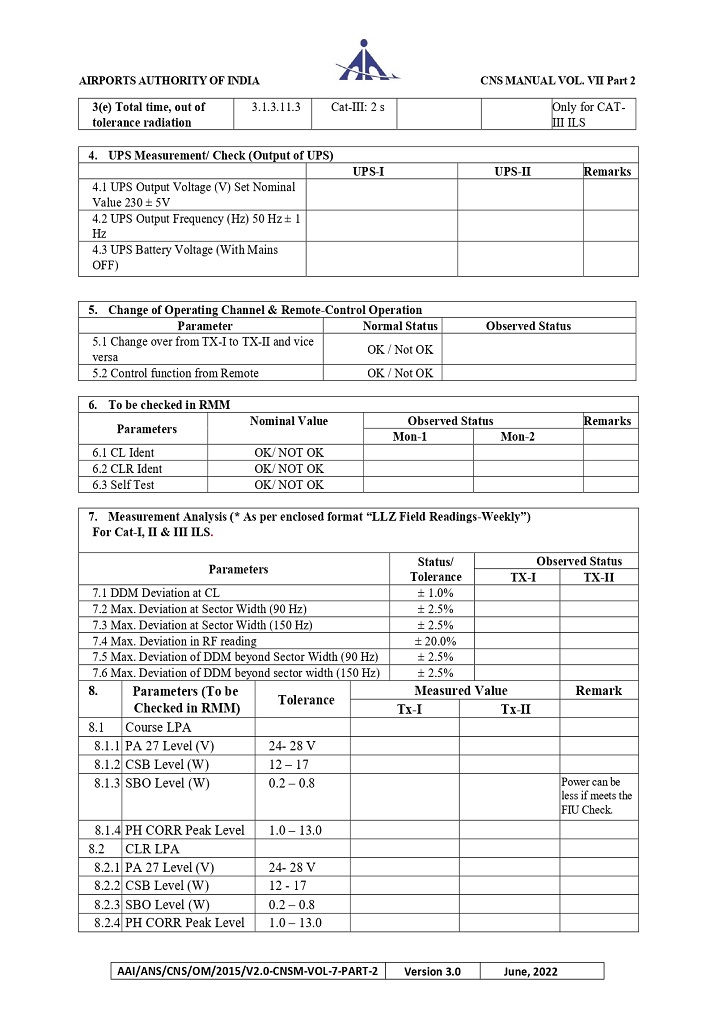 AIRPORTS AUTHORITY OF INDIA CNS MANUAL VOL. VII Part 2
3(e) Total time, out of 3.1.3.11.3 Cat-III: 2 s Only for CAT-
tolerance radiation III ILS
4. UPS Measurement/ Check (Output of UPS)
UPS-I UPS-II Remarks
4.1 UPS Output Voltage (V) Set Nominal
Value 230 ± 5V
4.2 UPS Output Frequency (Hz) 50 Hz ± 1
Hz
4.3 UPS Battery Voltage (With Mains
OFF)
5. Change of Operating Channel & Remote-Control Operation
Parameter Normal Status Observed Status
5.1 Change over from TX-I to TX-II and vice
versa OK / Not OK
5.2 Control function from Remote OK / Not OK
6. To be checked in RMM
Parameters Nominal Value Observed Status Remarks
Mon-1 Mon-2
6.1 CL Ident OK/ NOT OK
6.2 CLR Ident OK/ NOT OK
6.3 Self Test OK/ NOT OK
7. Measurement Analysis (* As per enclosed format “LLZ Field Readings-Weekly”)
For Cat-I, II & III ILS.
Parameters Status/ Observed Status
Tolerance TX-I TX-II
7.1 DDM Deviation at CL ± 1.0%
7.2 Max. Deviation at Sector Width (90 Hz) ± 2.5%
7.3 Max. Deviation at Sector Width (150 Hz) ± 2.5%
7.4 Max. Deviation in RF reading ± 20.0%
7.5 Max. Deviation of DDM beyond Sector Width (90 Hz) ± 2.5%
7.6 Max. Deviation of DDM beyond sector width (150 Hz) ± 2.5%
8. Parameters (To be Tolerance Measured Value Remark
Checked in RMM) Tx-I Tx-II
8.1 Course LPA
8.1.1 PA 27 Level (V) 24- 28 V
8.1.2 CSB Level (W) 12 – 17
8.1.3 SBO Level (W) 0.2 – 0.8 Power can be
less if meets the
FIU Check.
8.1.4 PH CORR Peak Level 1.0 – 13.0
8.2 CLR LPA
8.2.1 PA 27 Level (V) 24- 28 V
8.2.2 CSB Level (W) 12 - 17
8.2.3 SBO Level (W) 0.2 – 0.8
8.2.4 PH CORR Peak Level 1.0 – 13.0
AAI/ANS/CNS/OM/2015/V2.0-CNSM-VOL-7-PART-2 Version 3.0 June, 2022